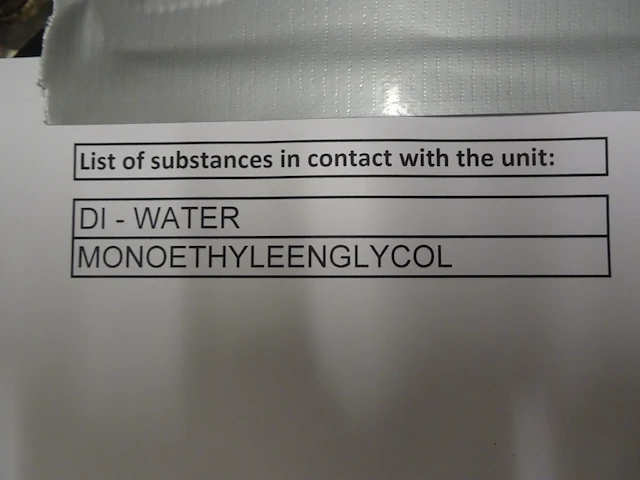 List of substances in contact with the unit:
DI - WATER
MONOETHYLEENGLYCOL